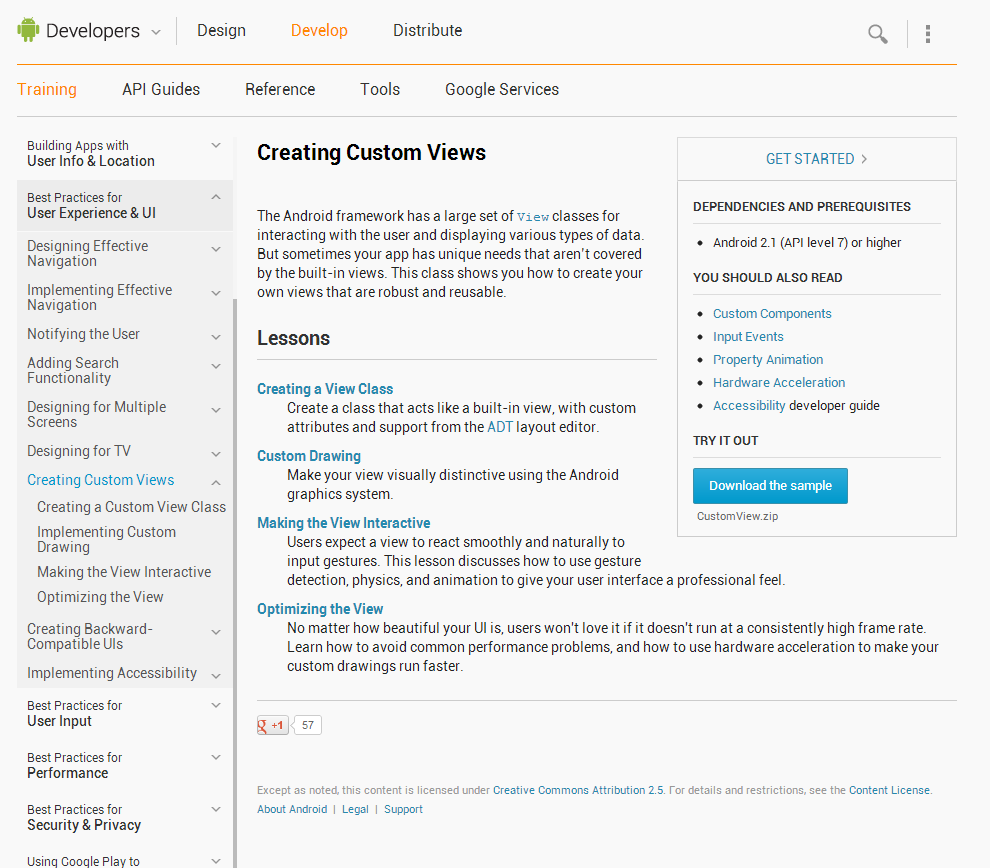 Developers Design Develop Distribute
Training API Guides Reference Tools Google Services
Building Apps with
User Info & Location
Best Practices for
User Experience & UI
Designing Effective
Navigation
Implementing Effective
Navigation
Notifying the User
Adding Search
Functionality
Designing for Multiple
Screens
Designing for TV
Creating Custom Views
Creating a Custom View Class
Implementing Custom
Drawing
Making the View Interactive
Optimizing the View
Creating Backward-
Compatible UIs
Implementing Accessibility
Best Practices for
User Input
Best Practices for
Performance
Best Practices for
Security & Privacy
Using Google Play to
Creating Custom Views
The Android framework has a large set of View classes for
interacting with the user and displaying various types of data.
But sometimes your app has unique needs that aren't covered
by the built-in views. This class shows you how to create your
own views that are robust and reusable.
Lessons
Creating a View Class
Create a class that acts like a built-in view, with custom
attributes and support from the ADT layout editor.
Custom Drawing
Make your view visually distinctive using the Android
graphics system.
Making the View Interactive
Users expect a view to react smoothly and naturally to
input gestures. This lesson discusses how to use gesture
detection, physics, and animation to give your user interface a professional feel.
Optimizing the View
No matter how beautiful your UI is, users won't love it if it doesn't run at a consistently high frame rate.
Learn how to avoid common performance problems, and how to use hardware acceleration to make your
custom drawings run faster.
GET STARTED >
DEPENDENCIES AND PREREQUISITES
• Android 2.1 (API level 7) or higher
YOU SHOULD ALSO READ
• Custom Components
• Input Events
• Property Animation
• Hardware Acceleration
• Accessibility developer guide
TRY IT OUT
Download the sample
CustomView.zip
g +1 57
Except as noted, this content is licensed under Creative Commons Attribution 2.5. For details and restrictions, see the Content License.
About Android | Legal | Support